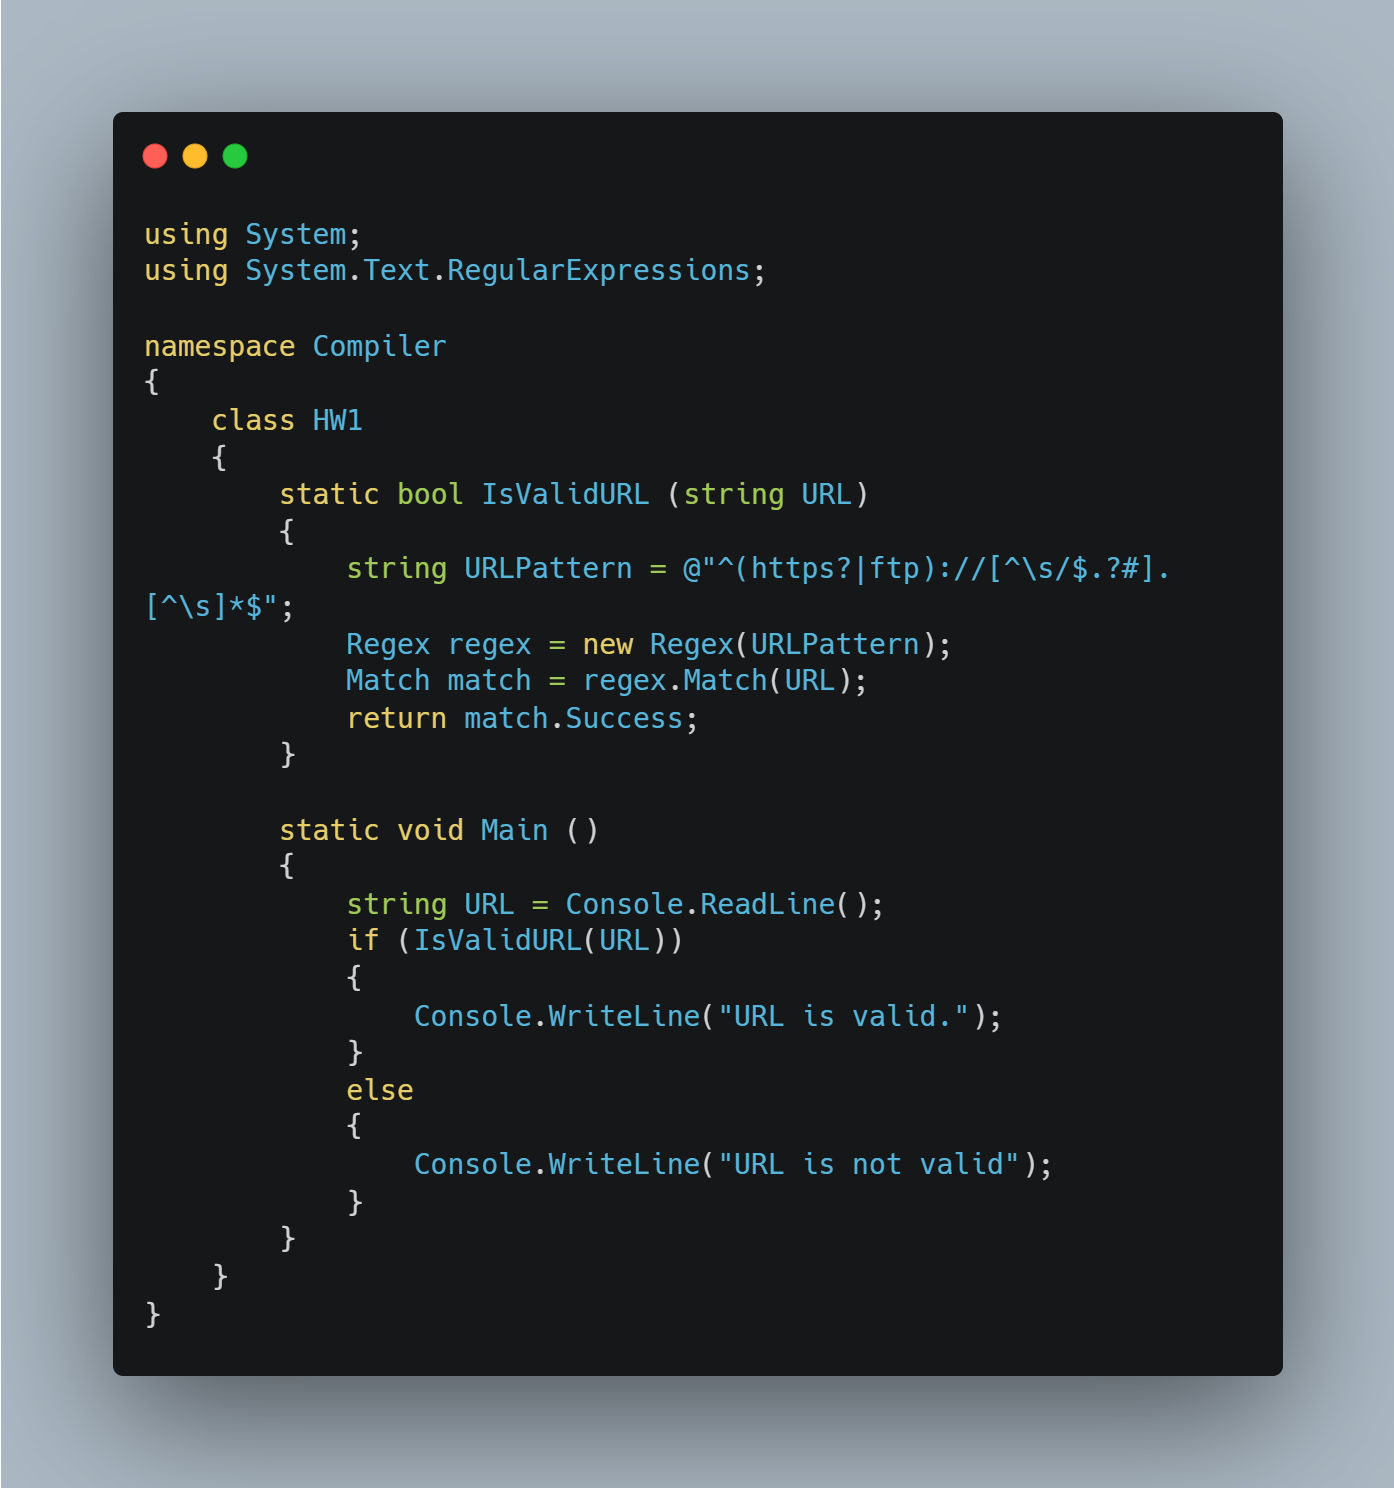 using System;
using System.Text.RegularExpressions;

namespace Compiler
{
    class HW1
    {
        static bool IsValidURL (string URL)
        {
            string URLPattern = @"^(https?|ftp)://[^\s/$.?#].
[^\s]*$";
            Regex regex = new Regex(URLPattern);
            Match match = regex.Match(URL);
            return match.Success;
        }

        static void Main ()
        {
            string URL = Console.ReadLine();
            if (IsValidURL(URL))
            {
                Console.WriteLine("URL is valid.");
            }
            else
            {
                Console.WriteLine("URL is not valid");
            }
        }
    }
}